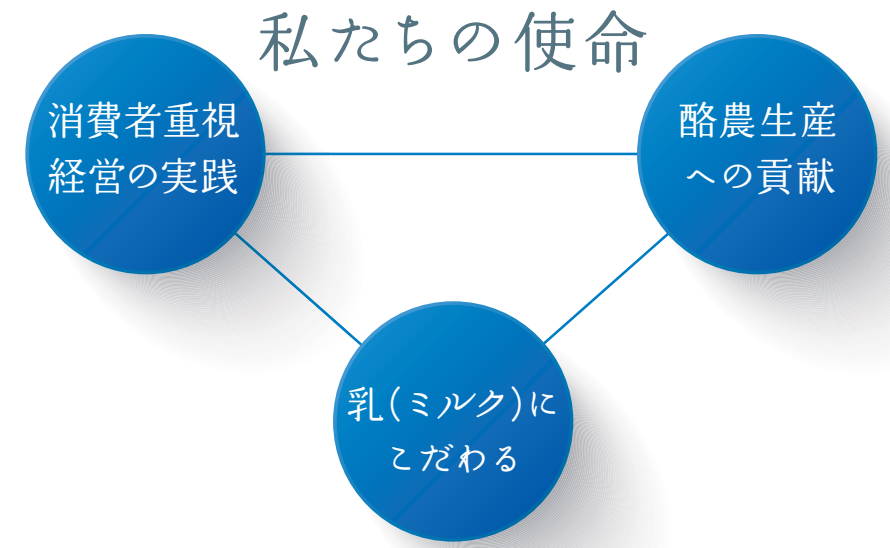 私たちの使命
消費者重視
経営の実践
酪農生産
への貢献
乳(ミルク)に
こだわる